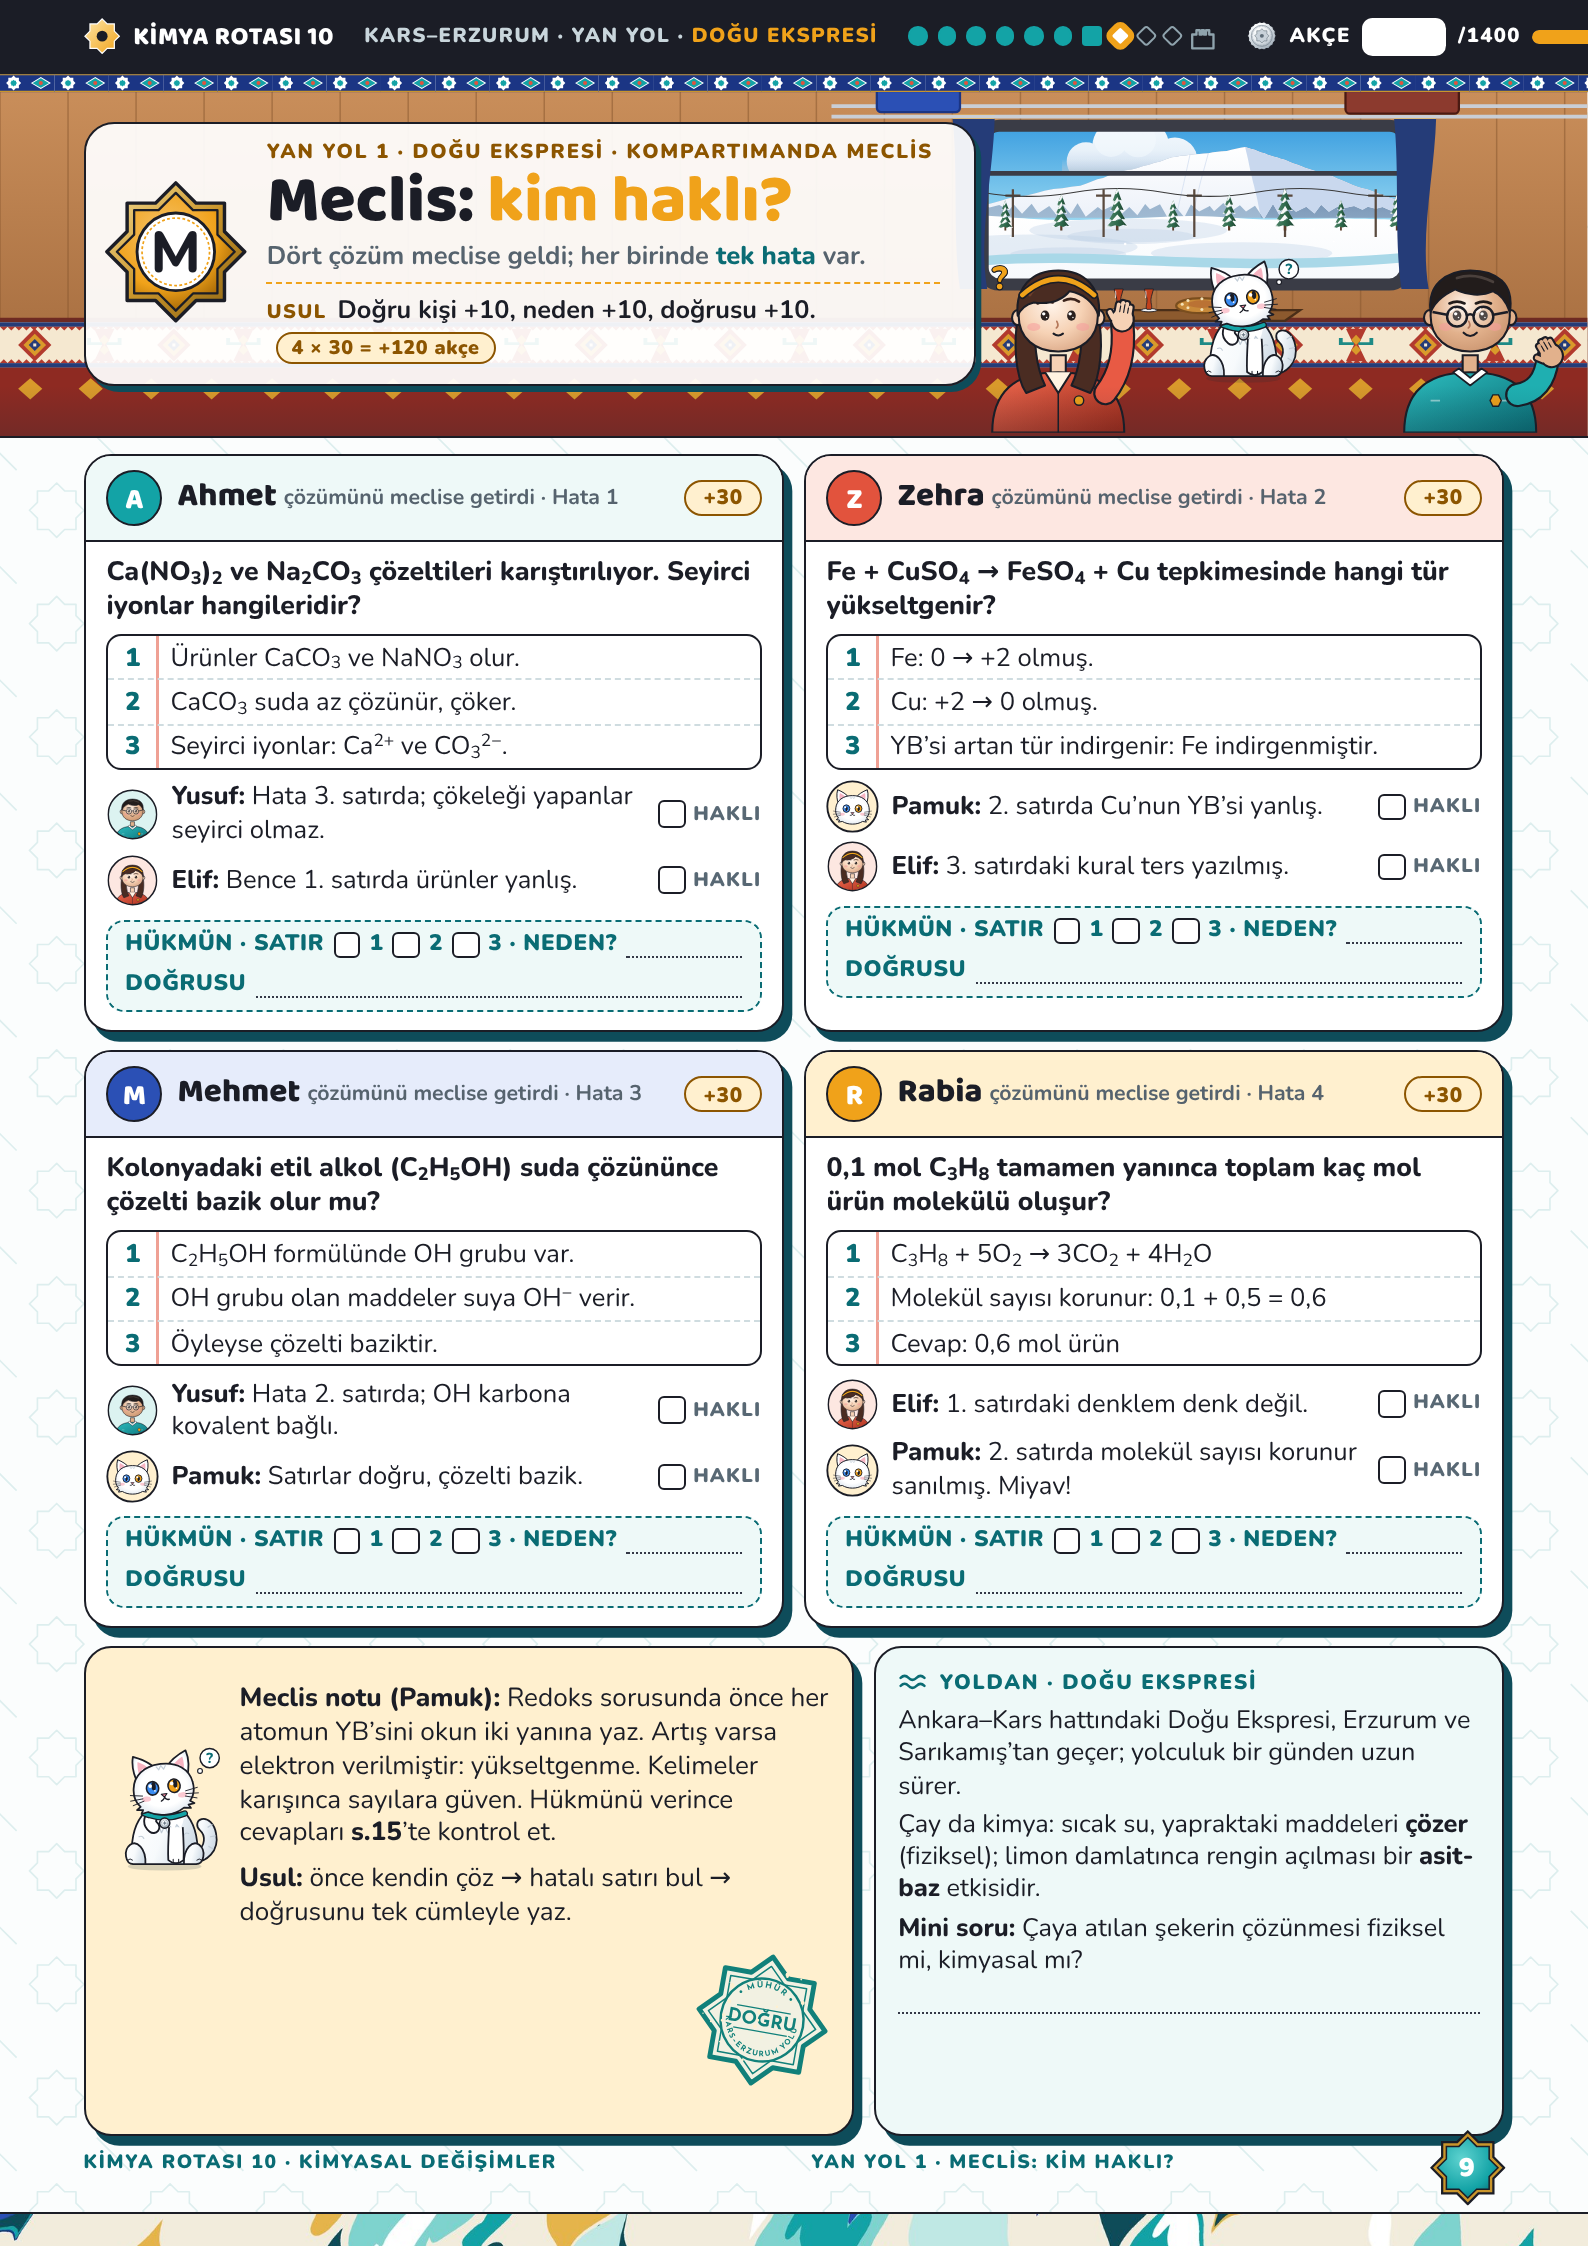 KİMYA ROTASI 10 KARS–ERZURUM · YAN YOL · DOĞU EKSPRESİ AKÇE /1400
YAN YOL 1 · DOĞU EKSPRESİ · KOMPARTIMANDA MECLİS
M
Meclis: kim haklı?
Dört çözüm meclise geldi; her birinde tek hata var.
USUL Doğru kişi +10, neden +10, doğrusu +10.
4 × 30 = +120 akçe
?
?
A Ahmet çözümünü meclise getirdi · Hata 1 +30
Ca(NO₃)₂ ve Na₂CO₃ çözeltileri karıştırılıyor. Seyirci
iyonlar hangileridir?
1 Ürünler CaCO₃ ve NaNO₃ olur.
2 CaCO₃ suda az çözünür, çöker.
3 Seyirci iyonlar: Ca²⁺ ve CO₃²⁻.
Yusuf: Hata 3. satırda; çökeleği yapanlar
seyirci olmaz.
HAKLI
Elif: Bence 1. satırda ürünler yanlış. HAKLI
HÜKMÜN · SATIR 1 2 3 · NEDEN?
DOĞRUSU
Z Zehra çözümünü meclise getirdi · Hata 2 +30
Fe + CuSO₄ → FeSO₄ + Cu tepkimesinde hangi tür
yükseltgenir?
1 Fe: 0 → +2 olmuş.
2 Cu: +2 → 0 olmuş.
3 YB’si artan tür indirgenir: Fe indirgenmiştir.
Pamuk: 2. satırda Cu’nun YB’si yanlış. HAKLI
Elif: 3. satırdaki kural ters yazılmış. HAKLI
HÜKMÜN · SATIR 1 2 3 · NEDEN?
DOĞRUSU
M Mehmet çözümünü meclise getirdi · Hata 3 +30
Kolonyadaki etil alkol (C₂H₅OH) suda çözününce
çözelti bazik olur mu?
1 C₂H₅OH formülünde OH grubu var.
2 OH grubu olan maddeler suya OH⁻ verir.
3 Öyleyse çözelti baziktir.
Yusuf: Hata 2. satırda; OH karbona
kovalent bağlı.
HAKLI
Pamuk: Satırlar doğru, çözelti bazik. HAKLI
HÜKMÜN · SATIR 1 2 3 · NEDEN?
DOĞRUSU
R Rabia çözümünü meclise getirdi · Hata 4 +30
0,1 mol C₃H₈ tamamen yanınca toplam kaç mol
ürün molekülü oluşur?
1 C₃H₈ + 5O₂ → 3CO₂ + 4H₂O
2 Molekül sayısı korunur: 0,1 + 0,5 = 0,6
3 Cevap: 0,6 mol ürün
Elif: 1. satırdaki denklem denk değil. HAKLI
Pamuk: 2. satırda molekül sayısı korunur
sanılmış. Miyav!
HAKLI
HÜKMÜN · SATIR 1 2 3 · NEDEN?
DOĞRUSU
?
Meclis notu (Pamuk): Redoks sorusunda önce her
atomun YB’sini okun iki yanına yaz. Artış varsa
elektron verilmiştir: yükseltgenme. Kelimeler
karışınca sayılara güven. Hükmünü verince
cevapları s.15’te kontrol et.
Usul: önce kendin çöz → hatalı satırı bul →
doğrusunu tek cümleyle yaz.
MÜHÜR
DOĞRU
KARS-ERZURUM YOLU
YOLDAN · DOĞU EKSPRESİ
Ankara–Kars hattındaki Doğu Ekspresi, Erzurum ve
Sarıkamış’tan geçer; yolculuk bir günden uzun
sürer.
Çay da kimya: sıcak su, yapraktaki maddeleri çözer
(fiziksel); limon damlatınca rengin açılması bir asit-
baz etkisidir.
Mini soru: Çaya atılan şekerin çözünmesi fiziksel
mi, kimyasal mı?
KİMYA ROTASI 10 · KİMYASAL DEĞİŞİMLER YAN YOL 1 · MECLİS: KİM HAKLI? 9